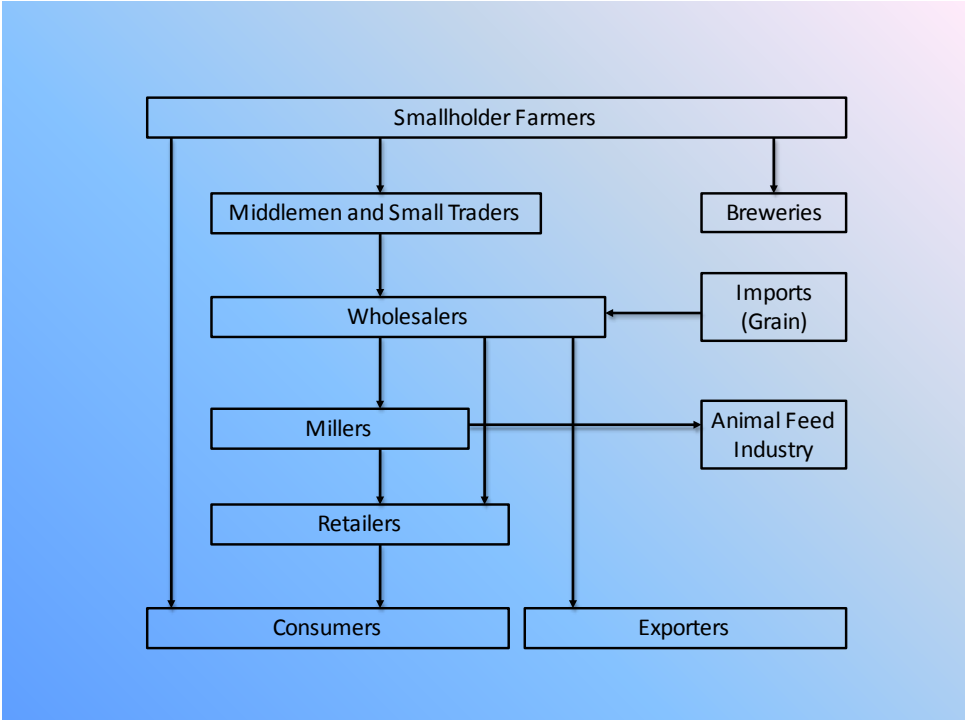 Smallholder Farmers
Middlemen and Small Traders
Breweries
Wholesalers
Imports
(Grain)
Millers
Animal Feed
Industry
Retailers
Consumers
Exporters